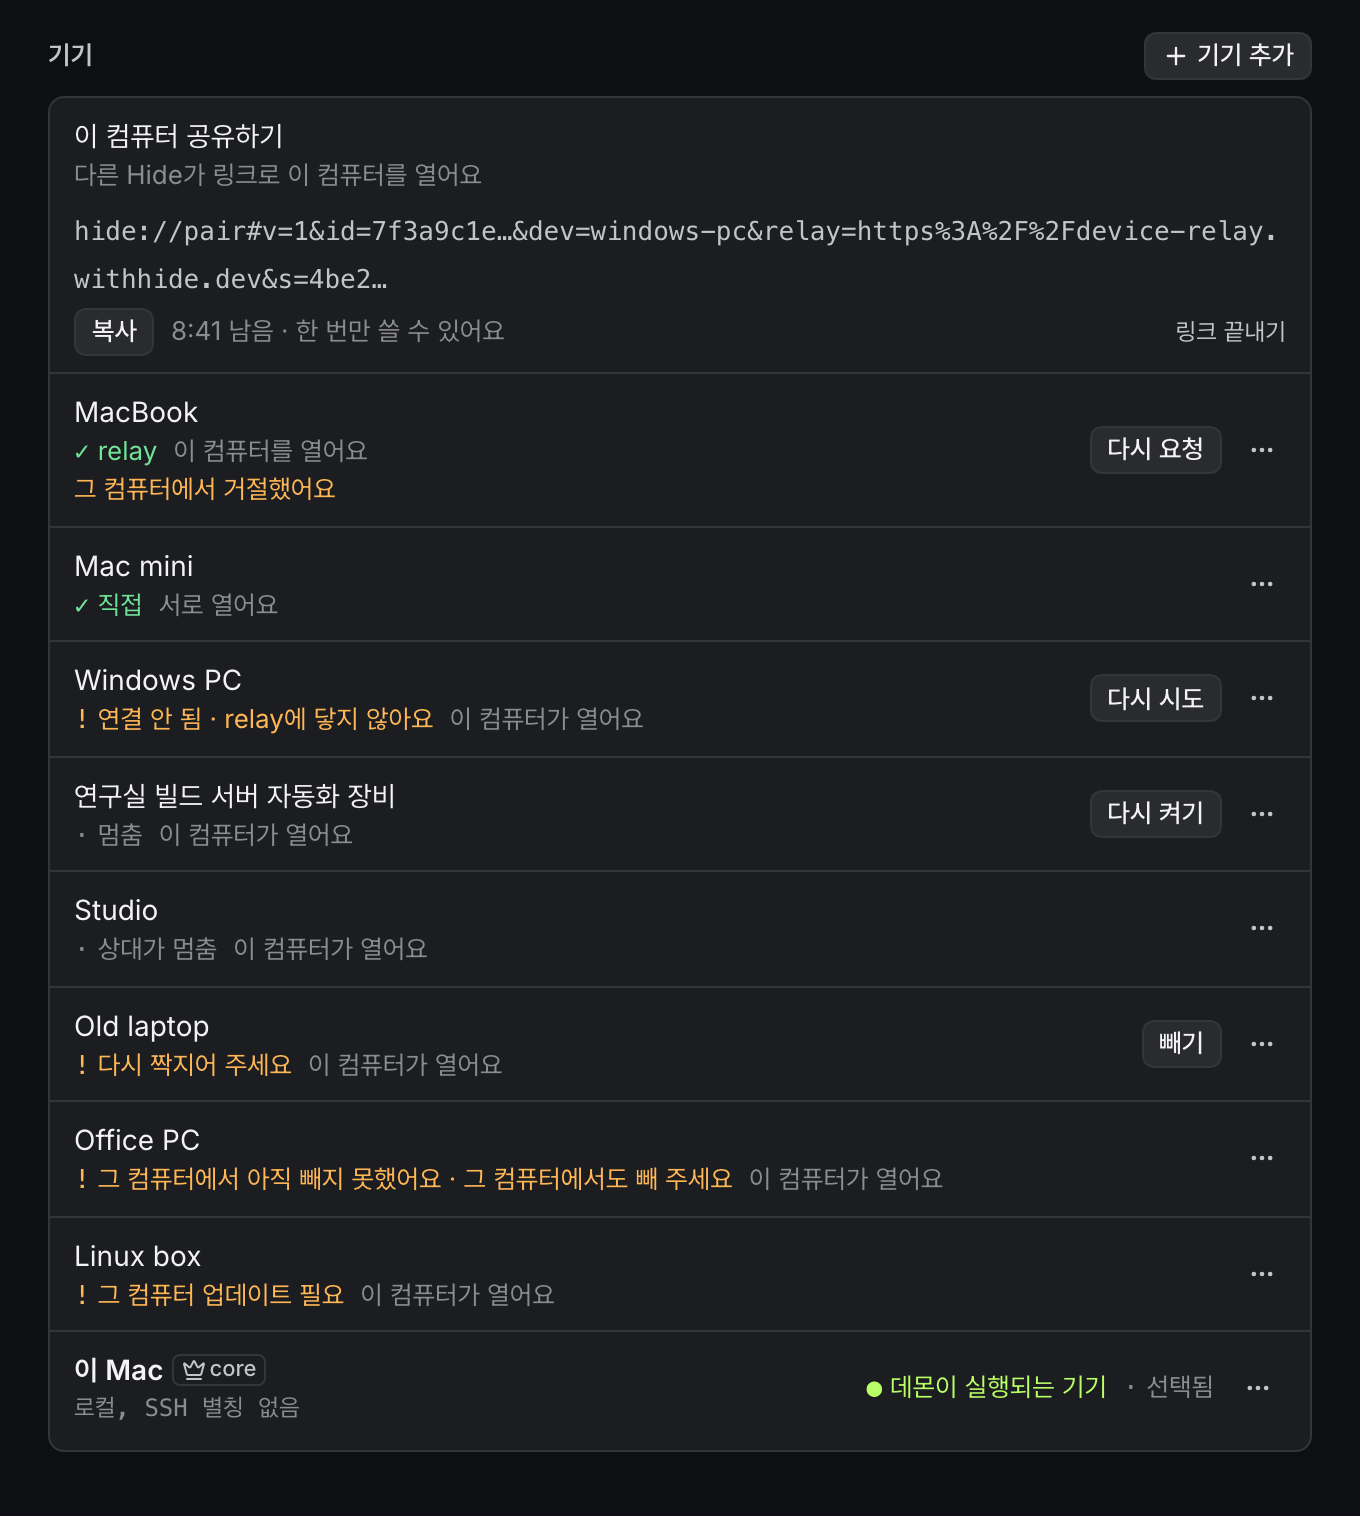 기기
+ 기기 추가
이 컴퓨터 공유하기
다른 Hide가 링크로 이 컴퓨터를 열어요
hide://pair#v=1&id=7f3a9c1e…&dev=windows-pc&relay=https%3A%2F%2Fdevice-relay.
withhide.dev&s=4be2…
복사 8:41 남음 · 한 번만 쓸 수 있어요 링크 끝내기
MacBook
✓ relay 이 컴퓨터를 열어요
그 컴퓨터에서 거절했어요
다시 요청 ···
Mac mini
✓ 직접 서로 열어요
···
Windows PC
! 연결 안 됨 · relay에 닿지 않아요 이 컴퓨터가 열어요
다시 시도 ···
연구실 빌드 서버 자동화 장비
· 멈춤 이 컴퓨터가 열어요
다시 켜기 ···
Studio
· 상대가 멈춤 이 컴퓨터가 열어요
···
Old laptop
! 다시 짝지어 주세요 이 컴퓨터가 열어요
빼기 ···
Office PC
! 그 컴퓨터에서 아직 빼지 못했어요 · 그 컴퓨터에서도 빼 주세요 이 컴퓨터가 열어요
···
Linux box
! 그 컴퓨터 업데이트 필요 이 컴퓨터가 열어요
···
이 Mac core
로컬, SSH 별칭 없음
● 데몬이 실행되는 기기 · 선택됨 ···